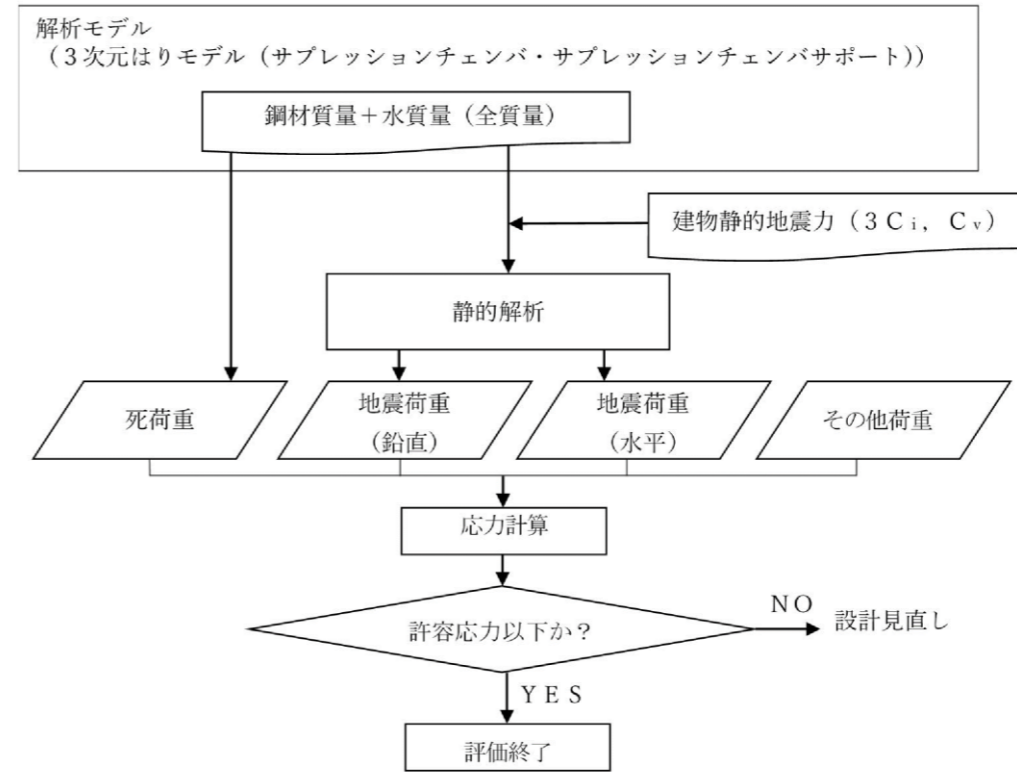 解析モデル
（３次元はりモデル（サプレッションチェンバ・サプレッションチェンバサポート））
鋼材質量＋水質量（全質量）
建物静的地震力（３Ｃｉ，Ｃｖ）
静的解析
死荷重
地震荷重
（鉛直）
地震荷重
（水平）
その他荷重
応力計算
許容応力以下か？
ＮＯ
設計見直し
ＹＥＳ
評価終了